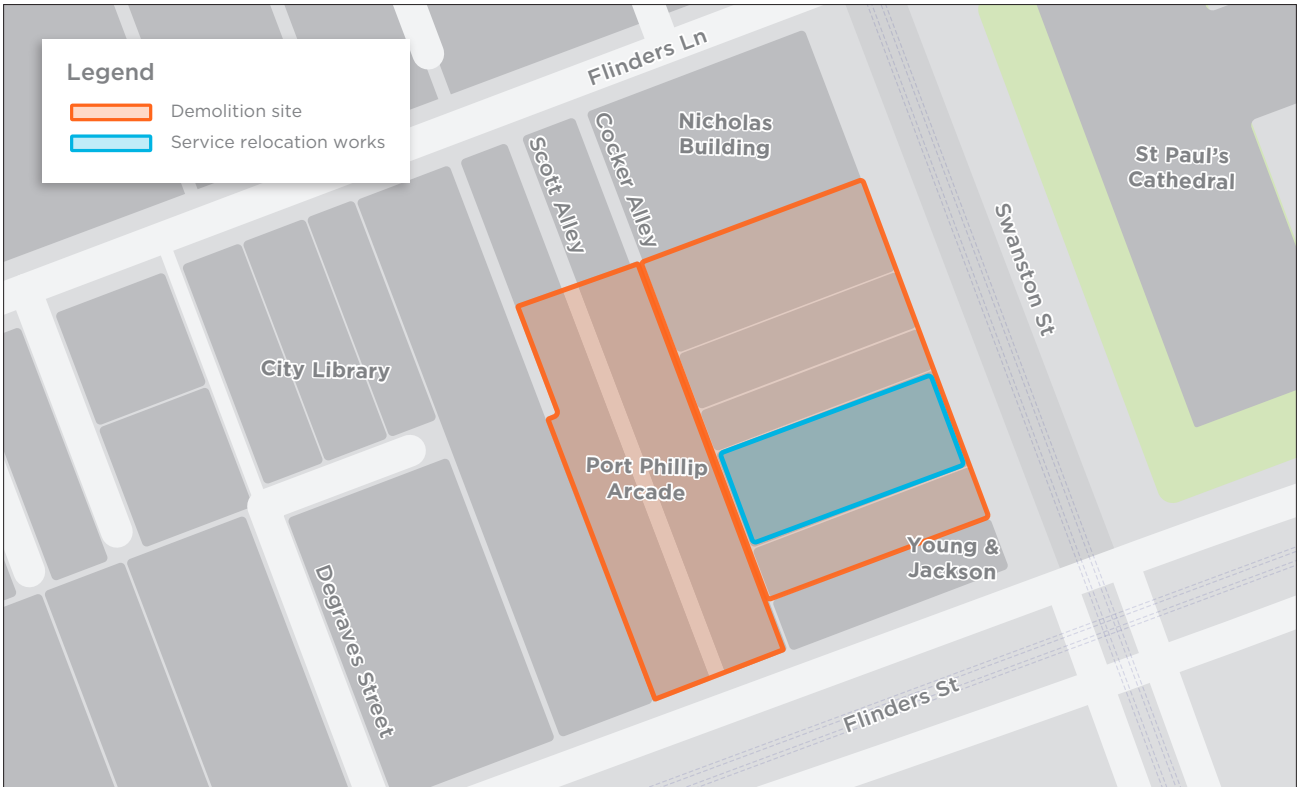 Legend
Demolition site
Service relocation works
Flinders Ln
Nicholas
Building
Cocker Alley
Scott Alley
St Paul's
Cathedral
Swanston St
City Library
Port Phillip
Arcade
Young &
Jackson
Degraves Street
Flinders St